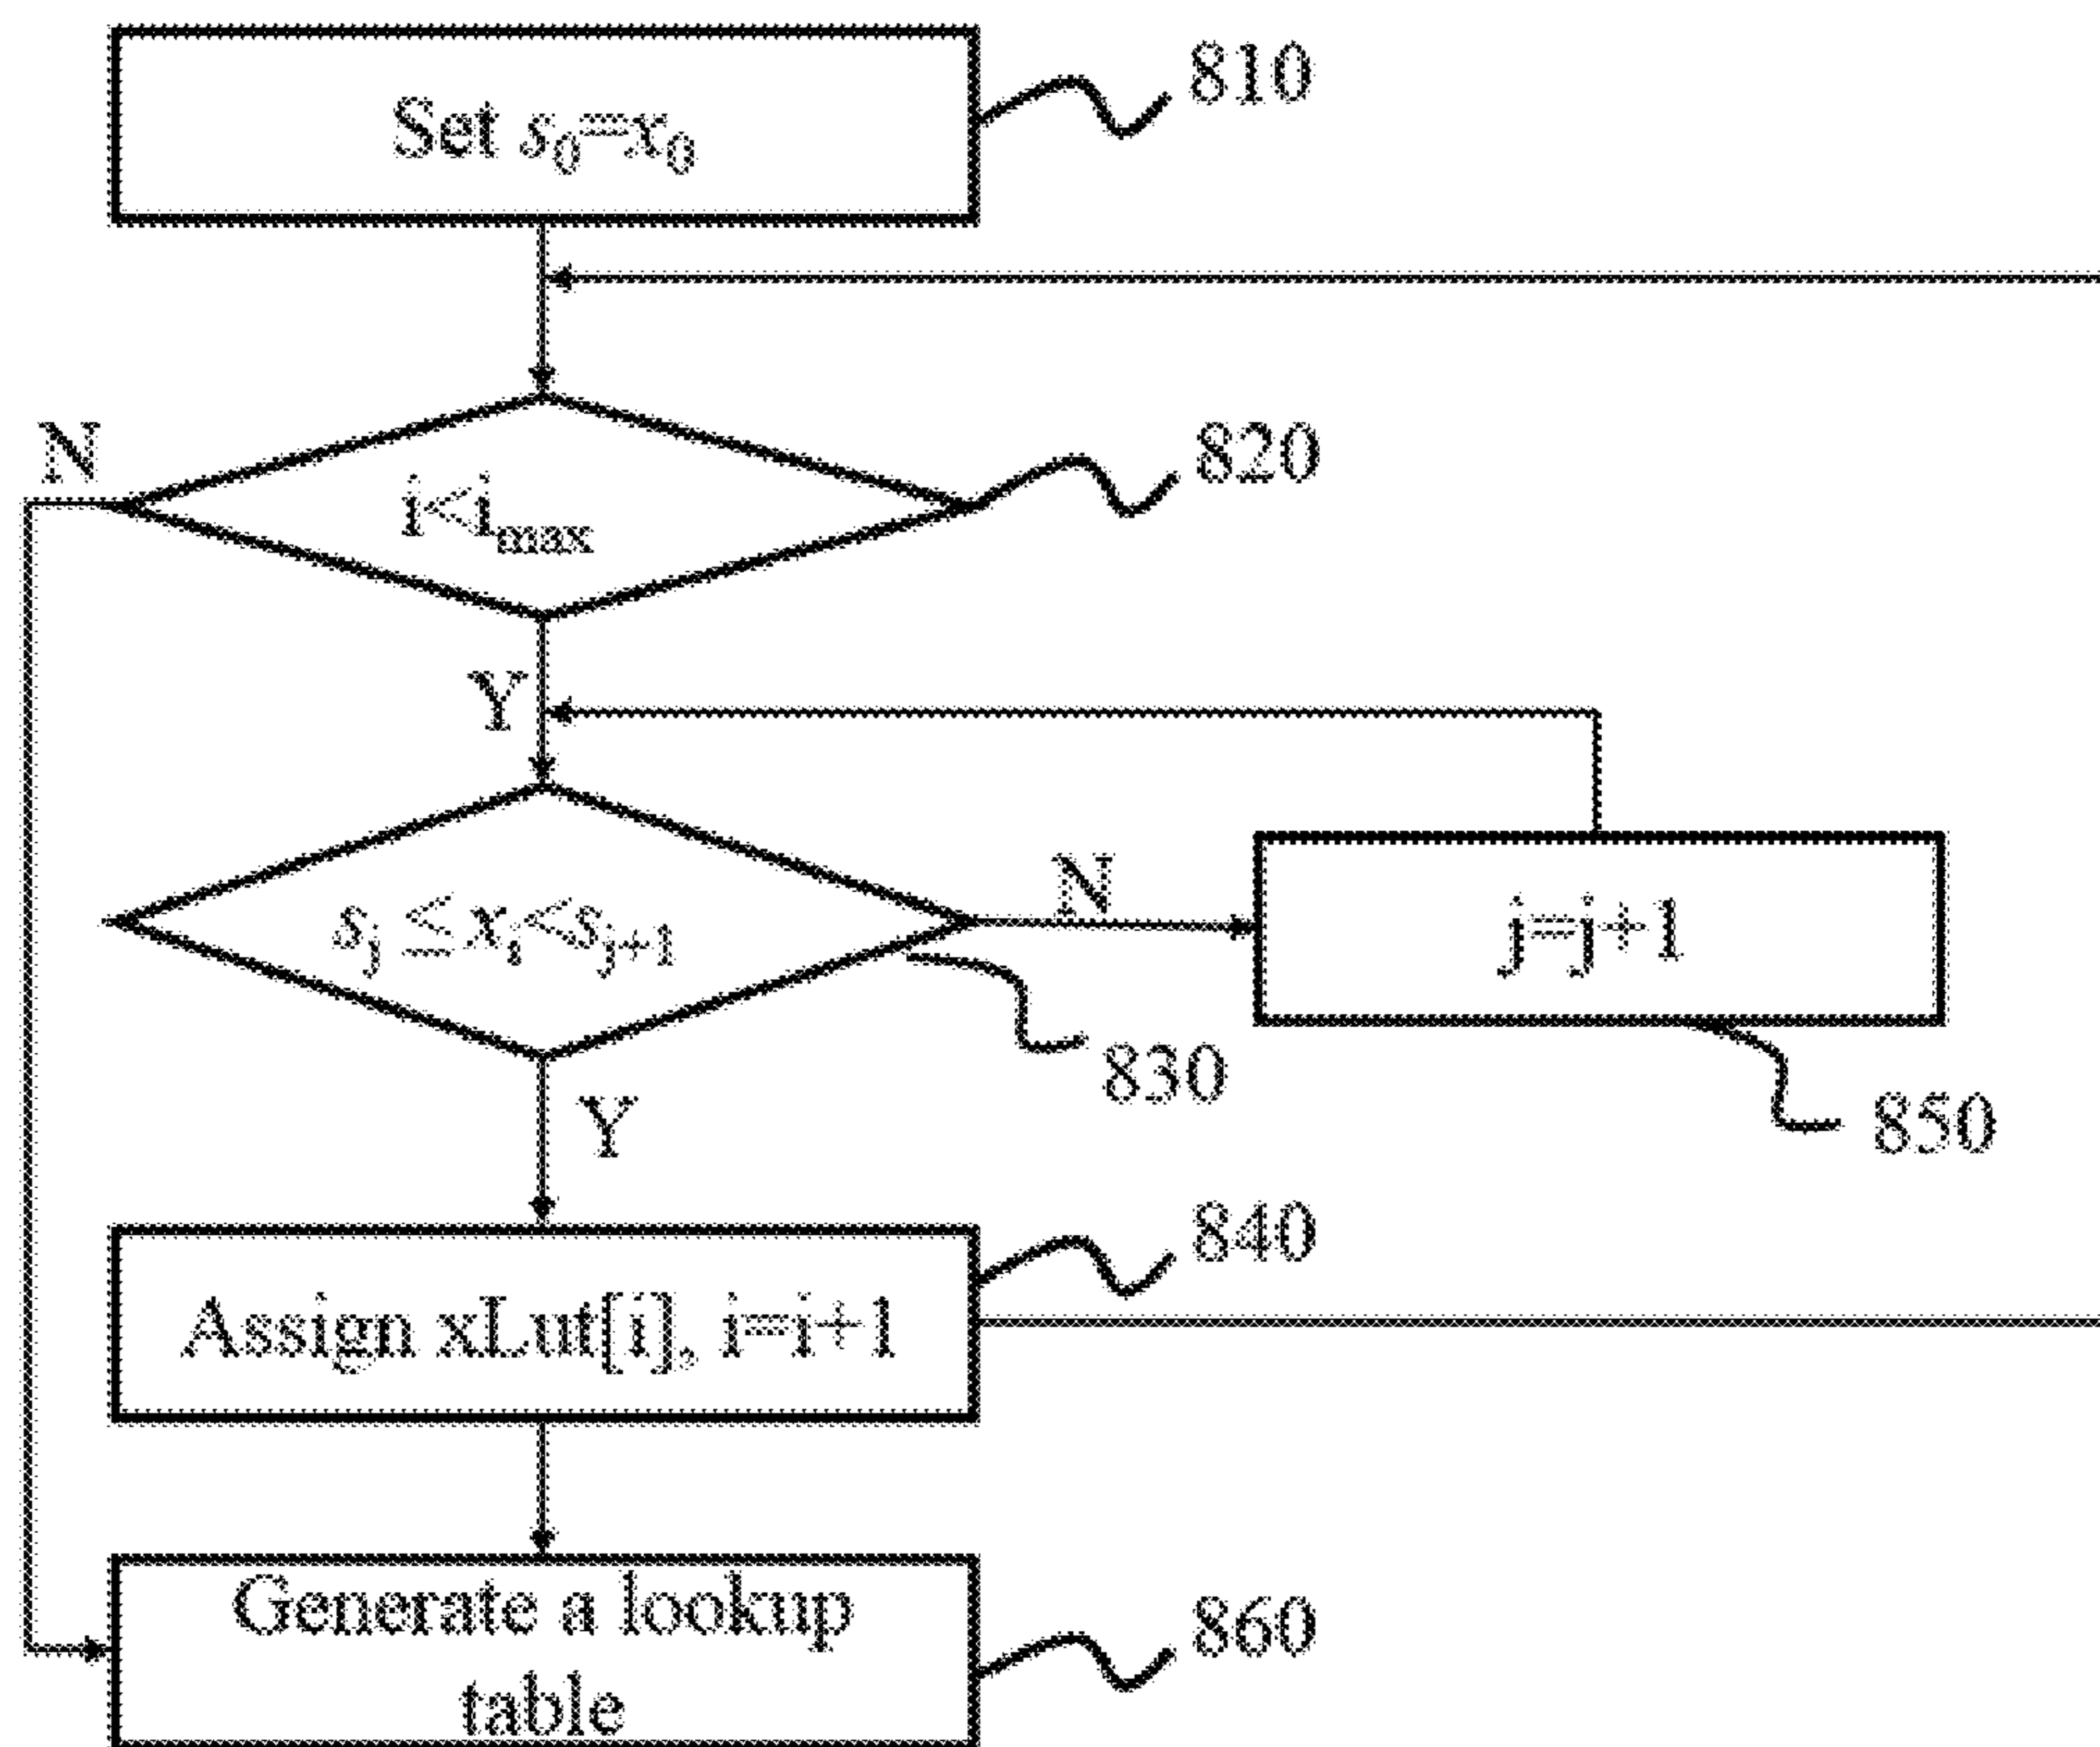 Set s₀=x₀
810
N
i<iₘₐₓ
820
Y
sⱼ ≤ xᵢ<sⱼ₊₁
N
j=j+1
830
850
Y
840
Assign xLut[i], i=i+1
Generate a lookup
table
860